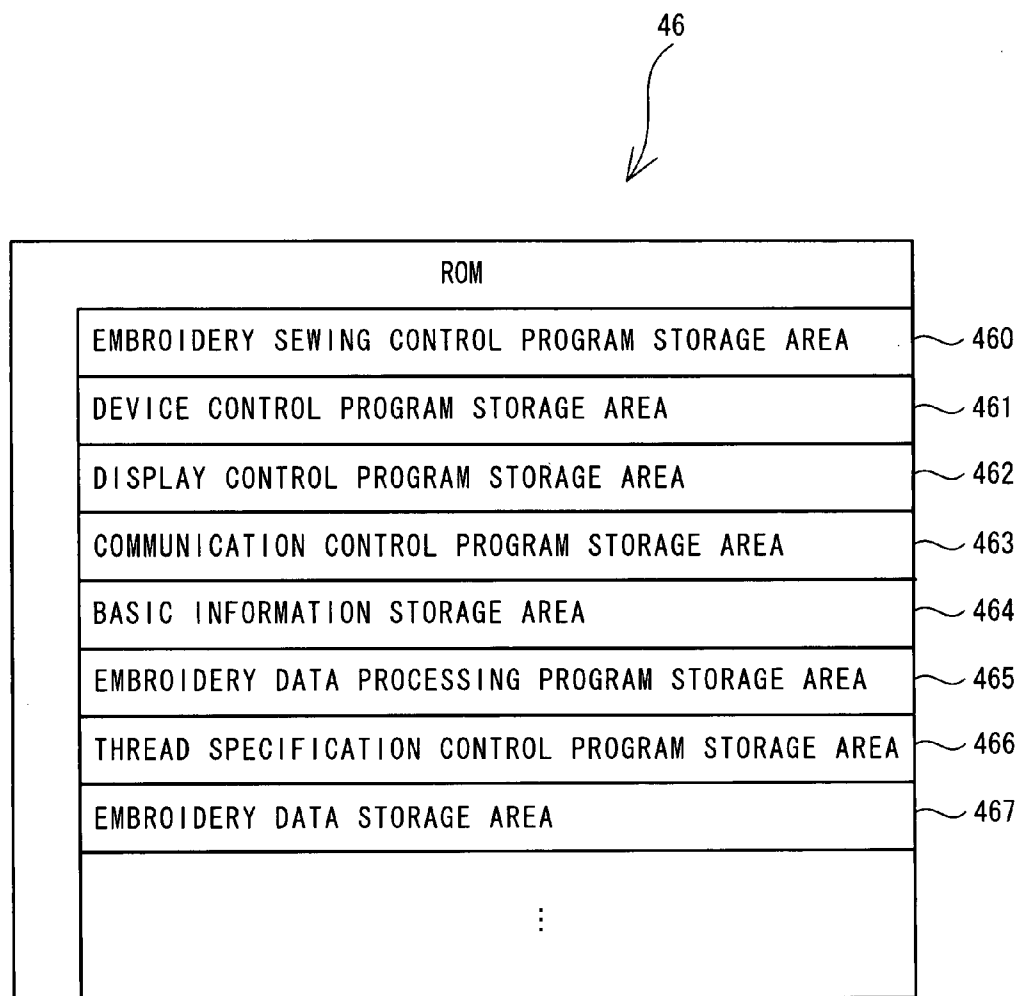 46
ROM
EMBROIDERY SEWING CONTROL PROGRAM STORAGE AREA 460
DEVICE CONTROL PROGRAM STORAGE AREA 461
DISPLAY CONTROL PROGRAM STORAGE AREA 462
COMMUNICATION CONTROL PROGRAM STORAGE AREA 463
BASIC INFORMATION STORAGE AREA 464
EMBROIDERY DATA PROCESSING PROGRAM STORAGE AREA 465
THREAD SPECIFICATION CONTROL PROGRAM STORAGE AREA 466
EMBROIDERY DATA STORAGE AREA 467
⋮